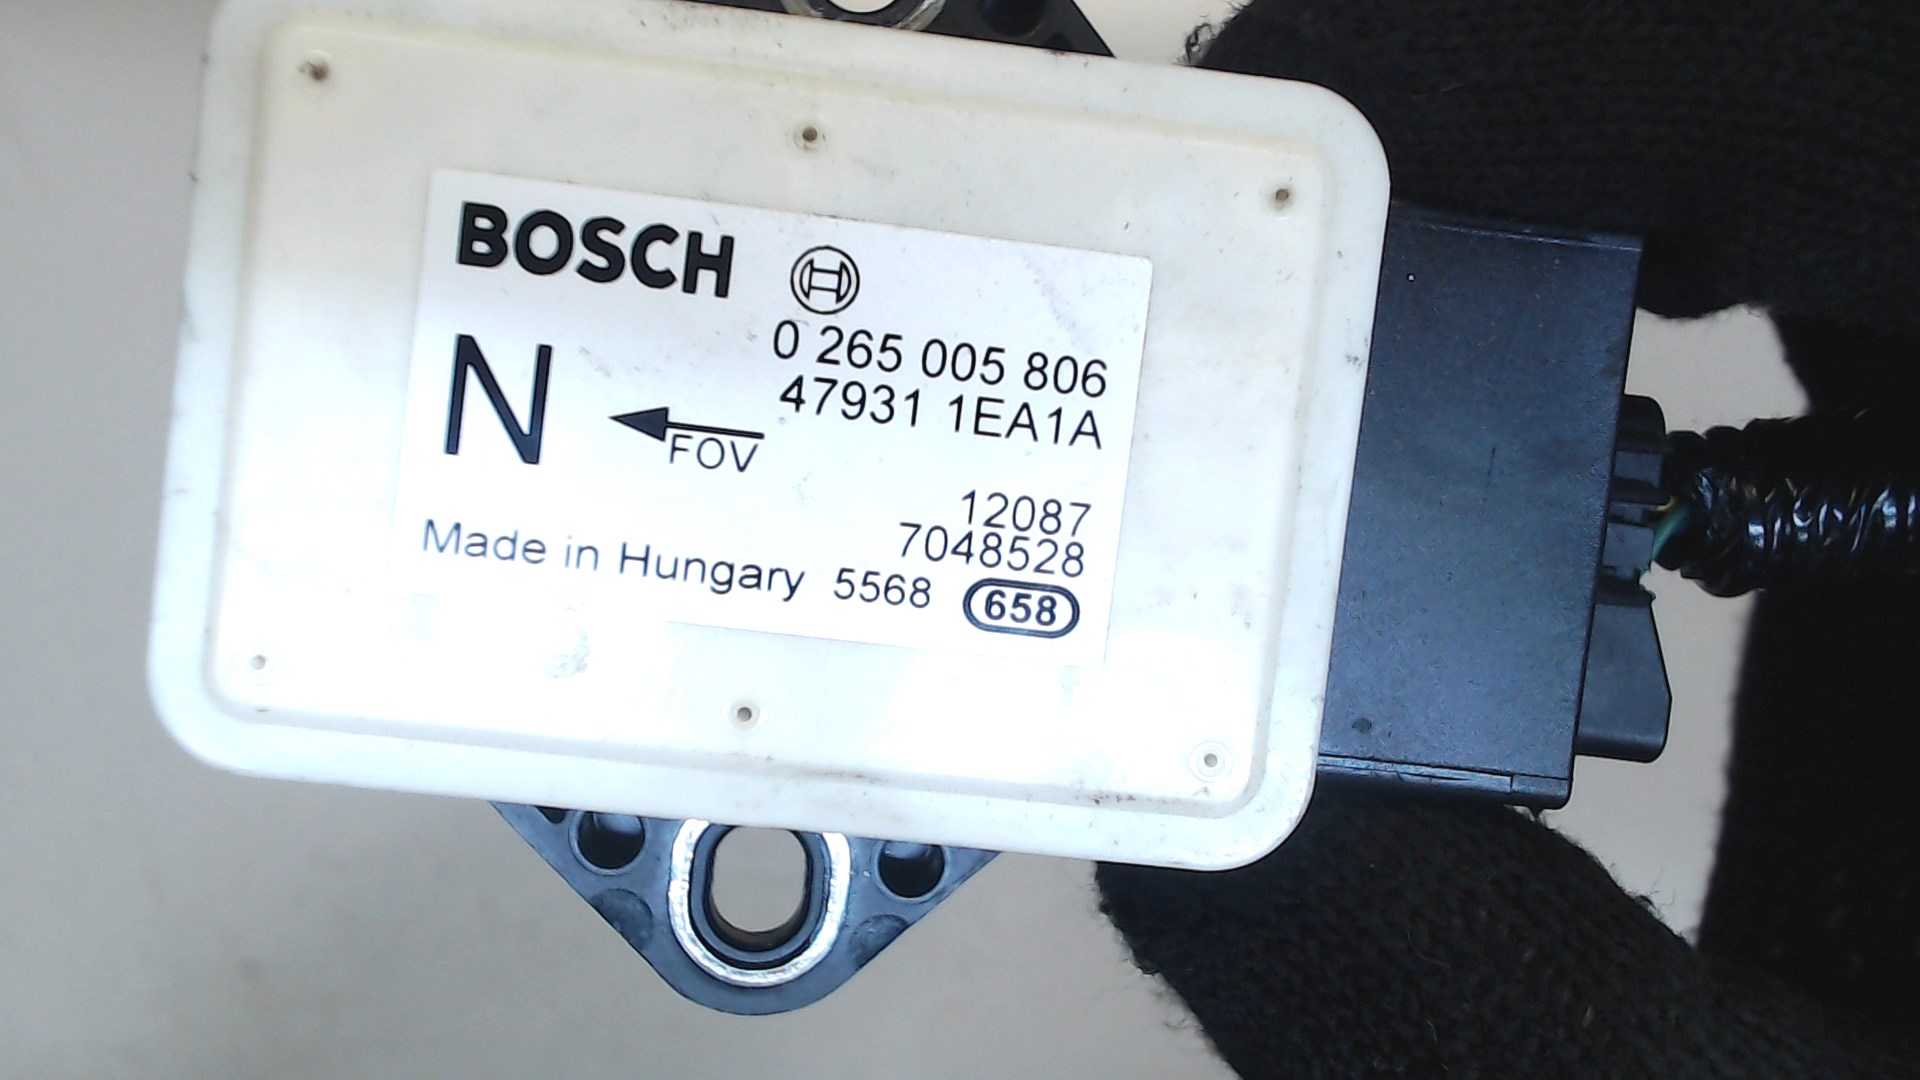 BOSCH
0 265 005 806
47931 1EA1A
N
FOV
12087
7048528
Made in Hungary 5568 658